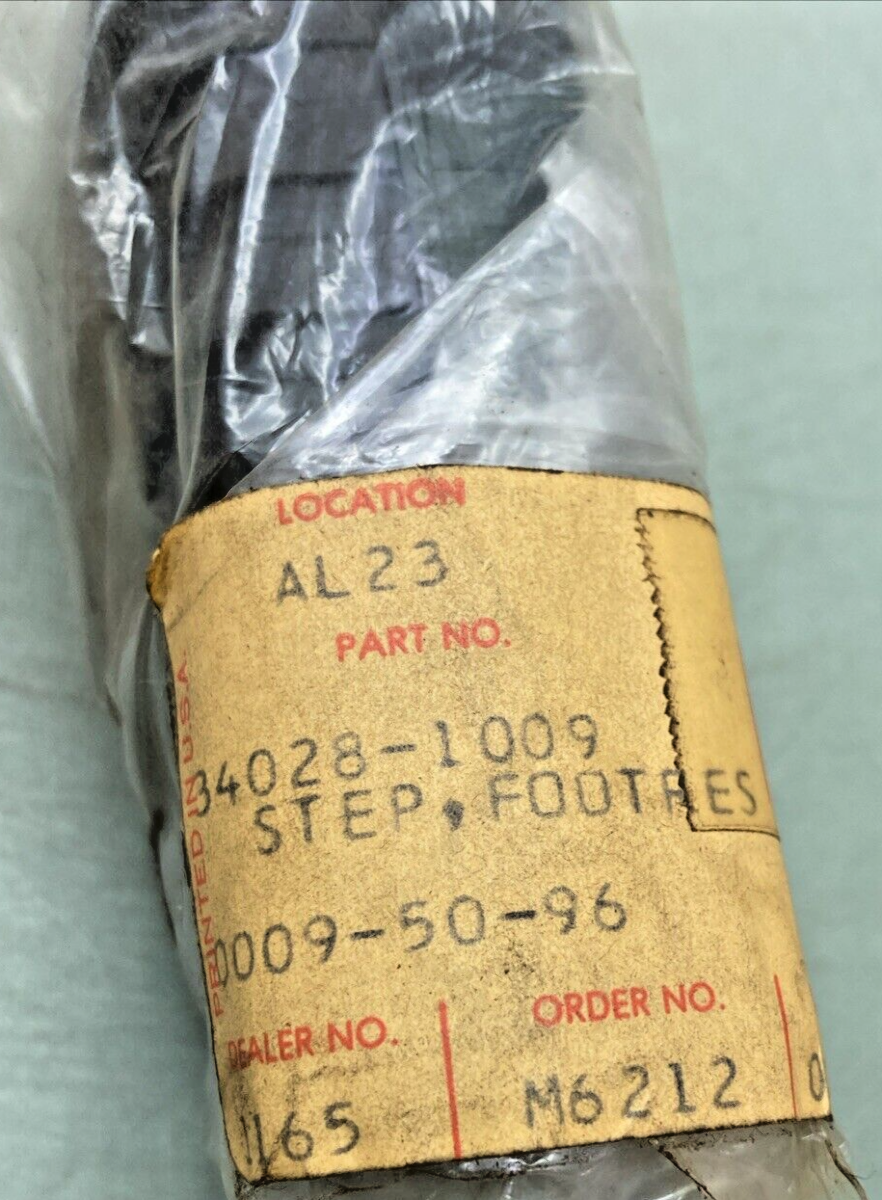 LOCATION
AL23
PART NO.
34028-1009
STEP,FOOTRES
0009-50-96
DEALER NO.
ORDER NO.
1165
M6212
0
PRINTED IN U.S.A